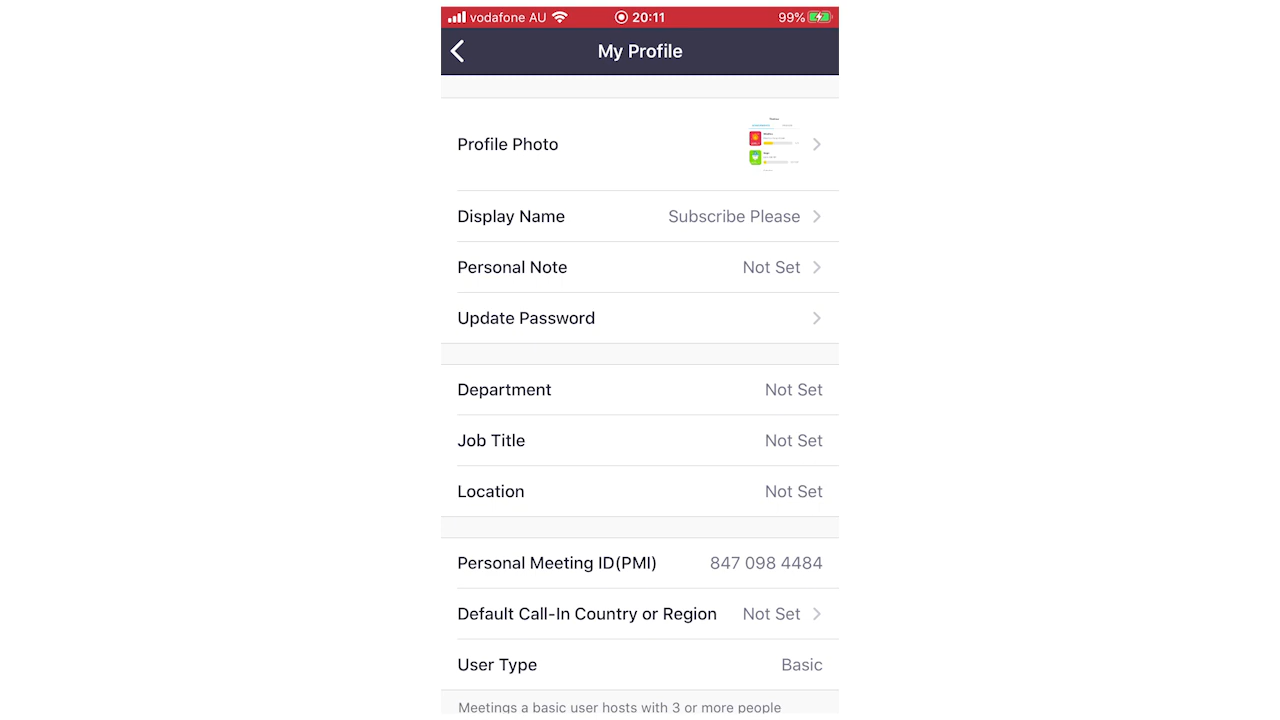 vodafone AU 20:11 99%
My Profile
Profile Photo
Display Name Subscribe Please
Personal Note Not Set
Update Password
Department Not Set
Job Title Not Set
Location Not Set
Personal Meeting ID(PMI) 847 098 4484
Default Call-In Country or Region Not Set
User Type Basic
Meetings a basic user hosts with 3 or more people